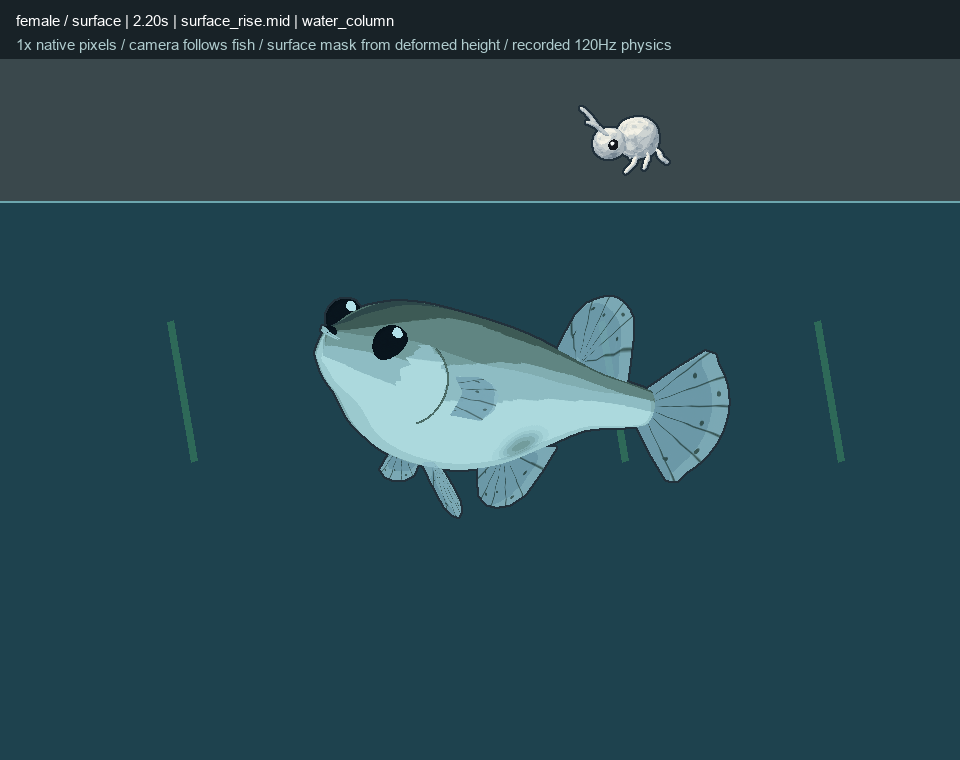 female / surface | 2.20s | surface_rise.mid | water_column
1x native pixels / camera follows fish / surface mask from deformed height / recorded 120Hz physics